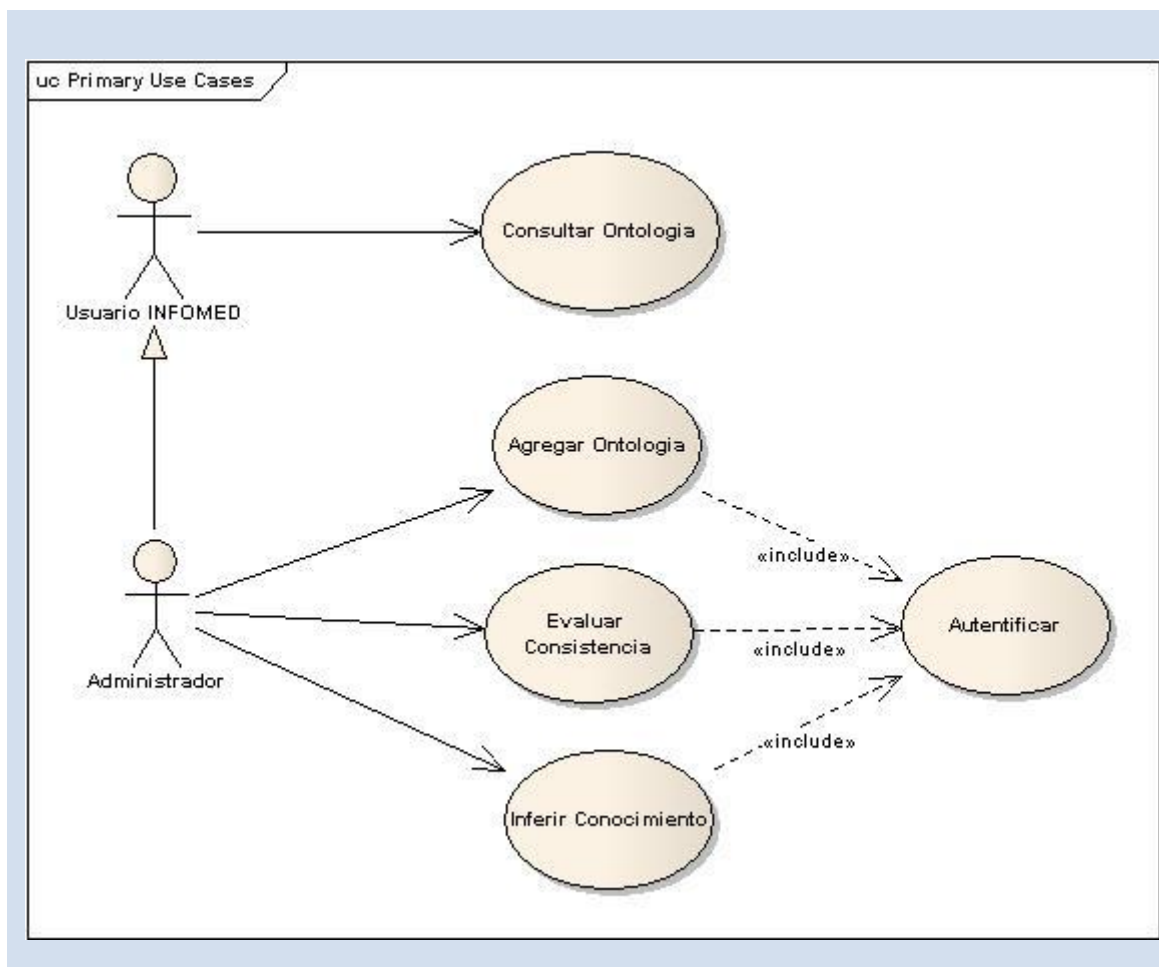 uc Primary Use Cases
Consultar Ontologia
Usuario INFOMED
Agregar Ontologia
«include»
Evaluar
Consistencia
Autentificar
«include»
Administrador
«include»
Inferir Conocimiento